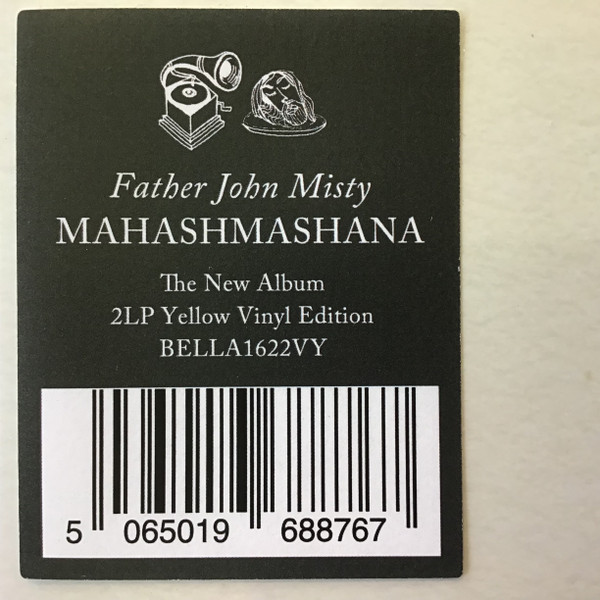 Father John Misty
MAHASHMASHANA
The New Album
2LP Yellow Vinyl Edition
BELLA1622VY
5 065019 688767